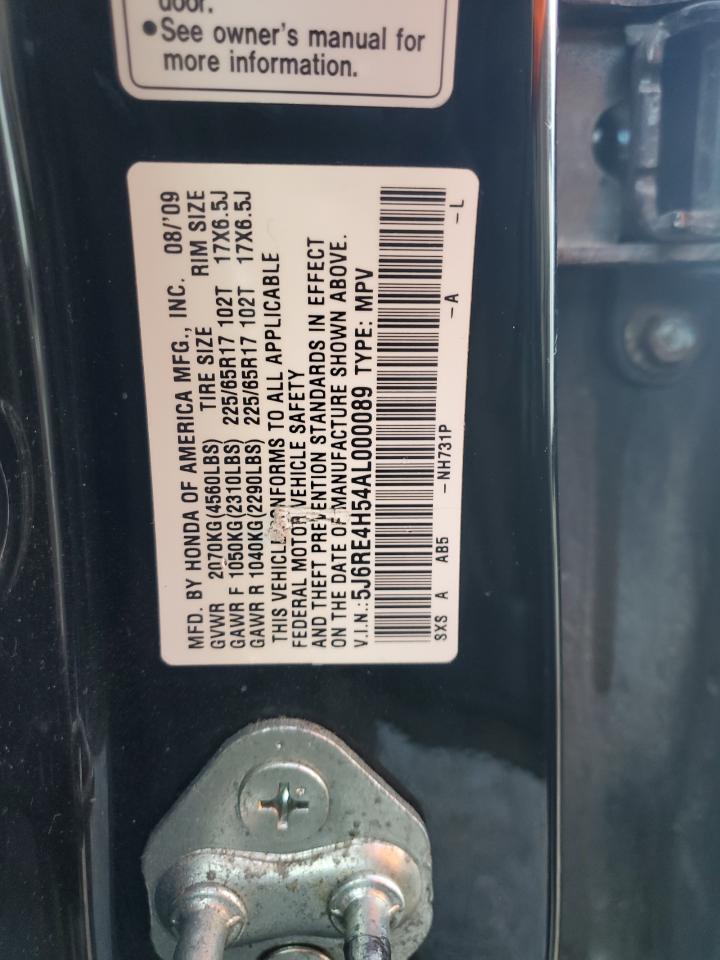 door.
•See owner's manual for
more information.
MFD. BY HONDA OF AMERICA MFG., INC. 08/'09
GVWR 2070KG(4560LBS) TIRE SIZE RIM SIZE
GAWR F 1050KG(2310LBS) 225/65R17 102T 17X6.5J
GAWR R 1040KG(2290LBS) 225/65R17 102T 17X6.5J
THIS VEHICLE CONFORMS TO ALL APPLICABLE
FEDERAL MOTOR VEHICLE SAFETY
AND THEFT PREVENTION STANDARDS IN EFFECT
ON THE DATE OF MANUFACTURE SHOWN ABOVE.
V.I.N.:5J6RE4H54AL000089 TYPE: MPV
SXS A AB5 -NH731P -A -L